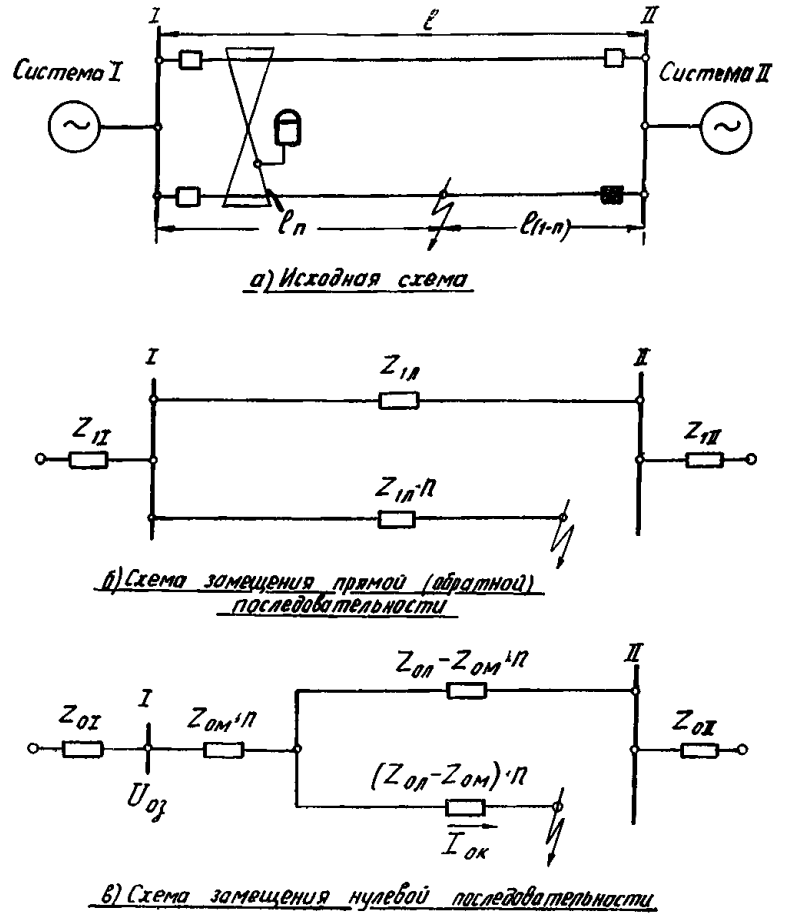 I
II
l
Система I
Система II
lп
l(1-п)
а) Исходная схема
I
II
Z1л
Z1I
Z1II
Z1л·п
б) Схема замещения прямой (обратной)
последовательности
II
Z0л-Z0м·п
I
Z0I
Z0м·п
Z0II
(Z0л-Z0м)·п
U0з
I0к
в) Схема замещения нулевой последовательности